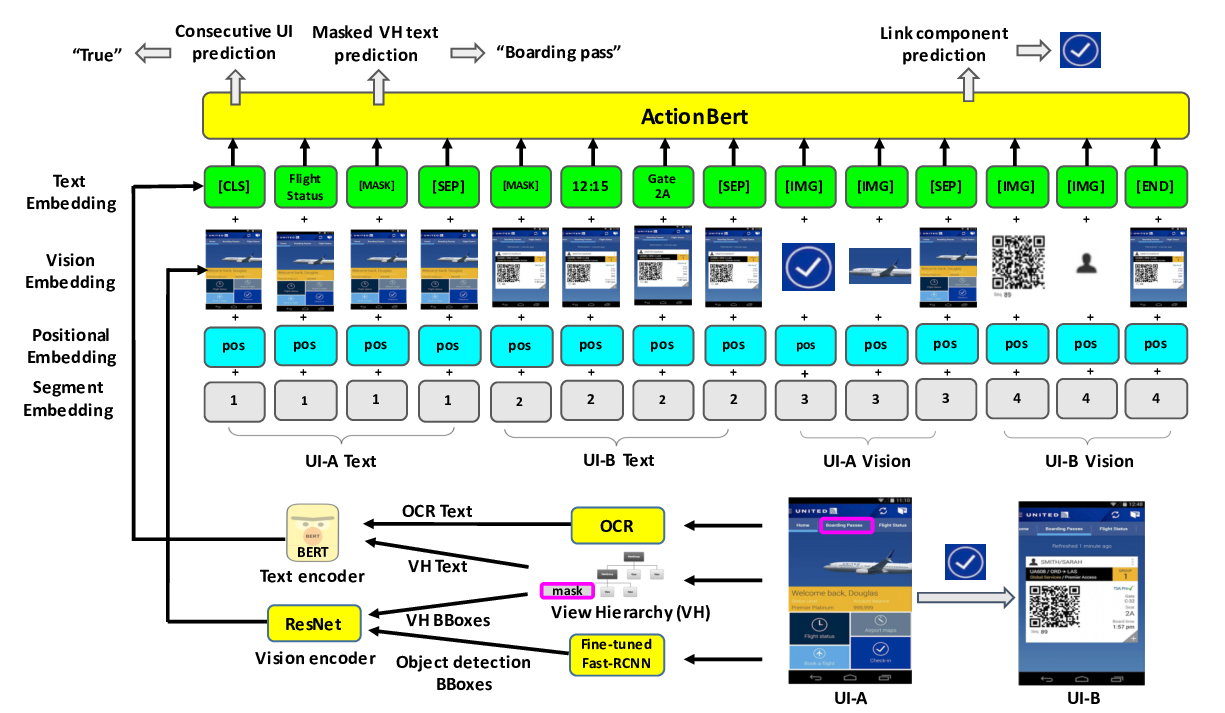 Consecutive UI prediction
"True"
Masked VH text prediction
"Boarding pass"
Link component prediction
ActionBert
Text Embedding
[CLS]
Flight Status
[MASK]
[SEP]
[MASK]
12:15
Gate 2A
[SEP]
[IMG]
[IMG]
[SEP]
[IMG]
[IMG]
[END]
+ + + + + + + + + + + + + +
Vision Embedding
Seq 89
+ + + + + + + + + + + + + +
Positional Embedding
pos pos pos pos pos pos pos pos pos pos pos pos pos pos
+ + + + + + + + + + + + + +
Segment Embedding
1 1 1 1 2 2 2 2 3 3 3 4 4 4
UI-A Text
UI-B Text
UI-A Vision
UI-B Vision
BERT
BERT
Text encoder
OCR Text
OCR
VH Text
mask
View Hierarchy (VH)
ResNet
Vision encoder
VH BBoxes
Object detection BBoxes
Fine-tuned Fast-RCNN
11:10
UNITED
Home
Boarding Passes
Flight Status
Welcome back, Douglas
Premier Platinum
999,999
Flight status
Airport maps
Book a flight
Check-in
UI-A
12:48
UNITED
Home
Boarding Passes
Flight Status
Refreshed 1 minute ago
SMITH/SARAH
UA608 / ORD > LAS
Global Services / Premier Access
1
TSA Pre✓
Gate
C-02
Seat
2A
Board time
1:57 pm
Seq 89
UI-B